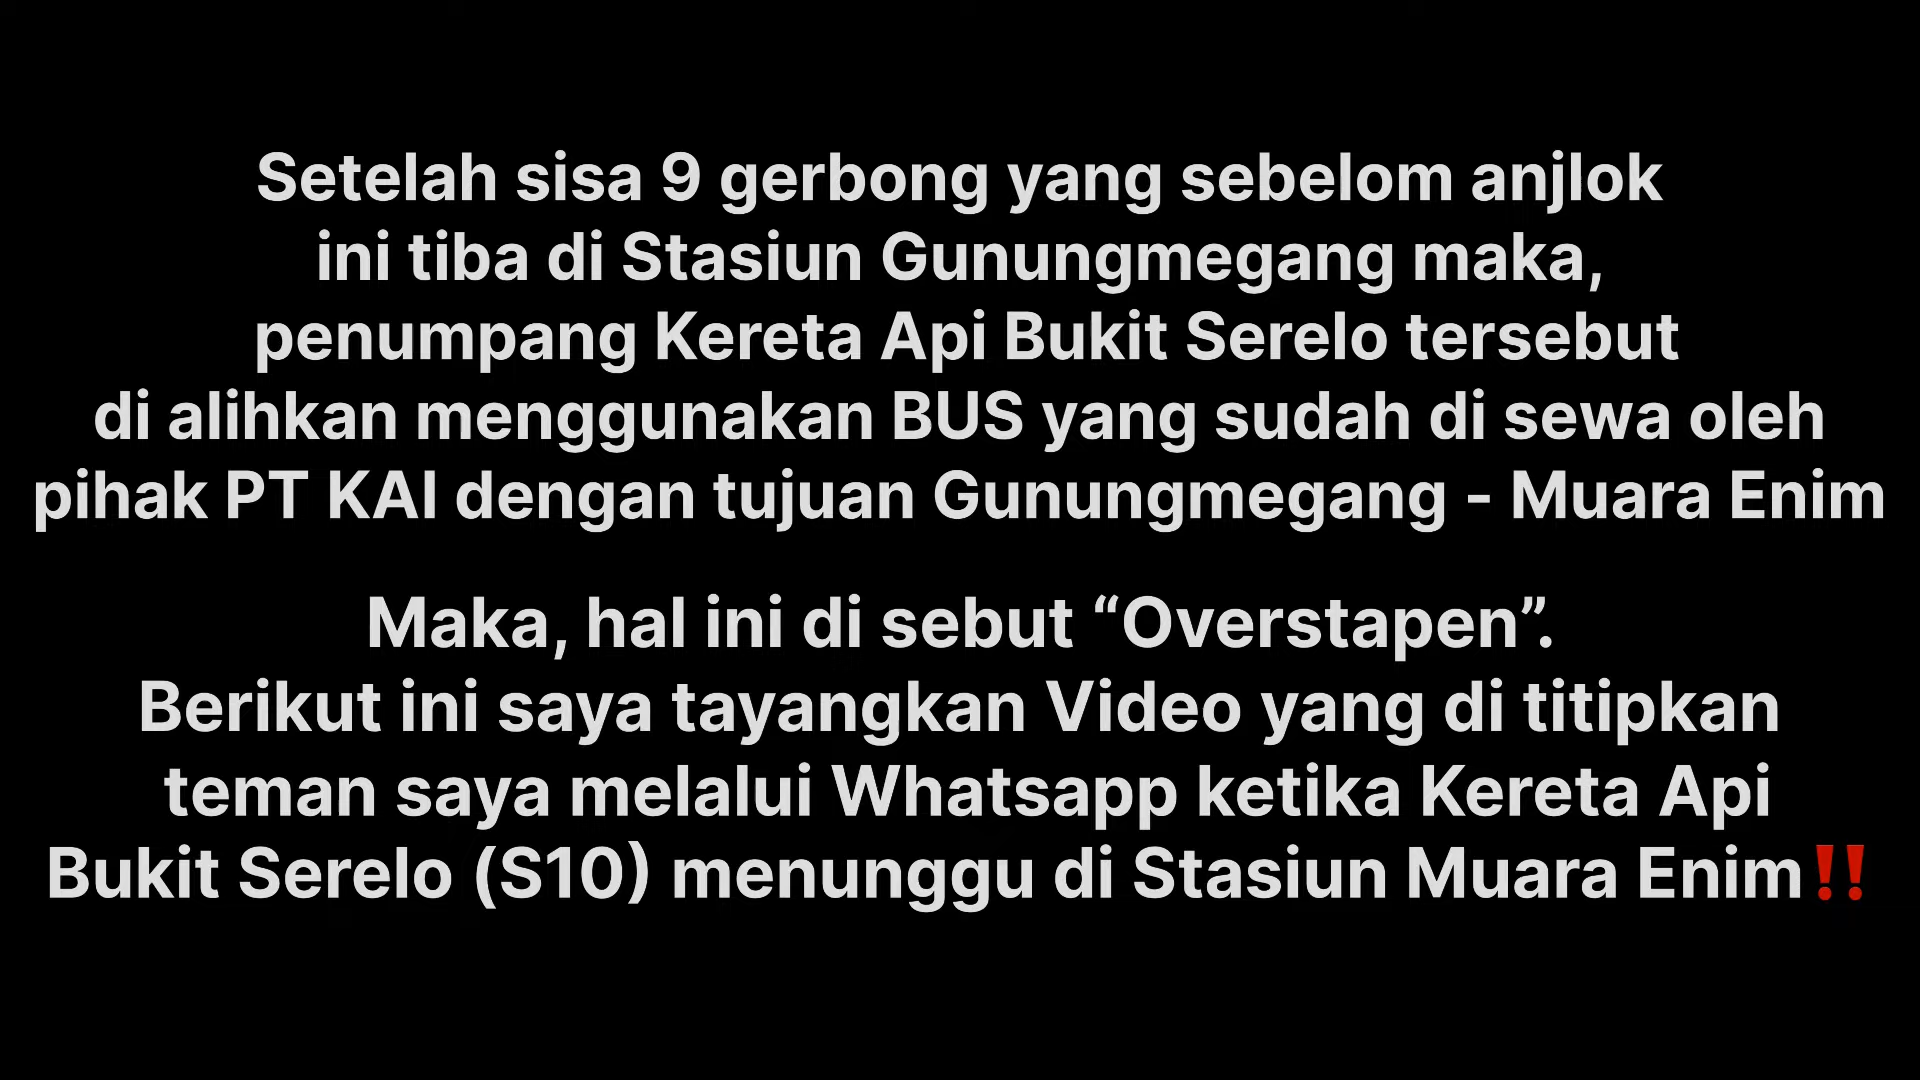 Setelah sisa 9 gerbong yang sebelom anjlok
ini tiba di Stasiun Gunungmegang maka,
penumpang Kereta Api Bukit Serelo tersebut
di alihkan menggunakan BUS yang sudah di sewa oleh
pihak PT KAI dengan tujuan Gunungmegang - Muara Enim
Maka, hal ini di sebut “Overstapen”.
Berikut ini saya tayangkan Video yang di titipkan
teman saya melalui Whatsapp ketika Kereta Api
Bukit Serelo (S10) menunggu di Stasiun Muara Enim‼️